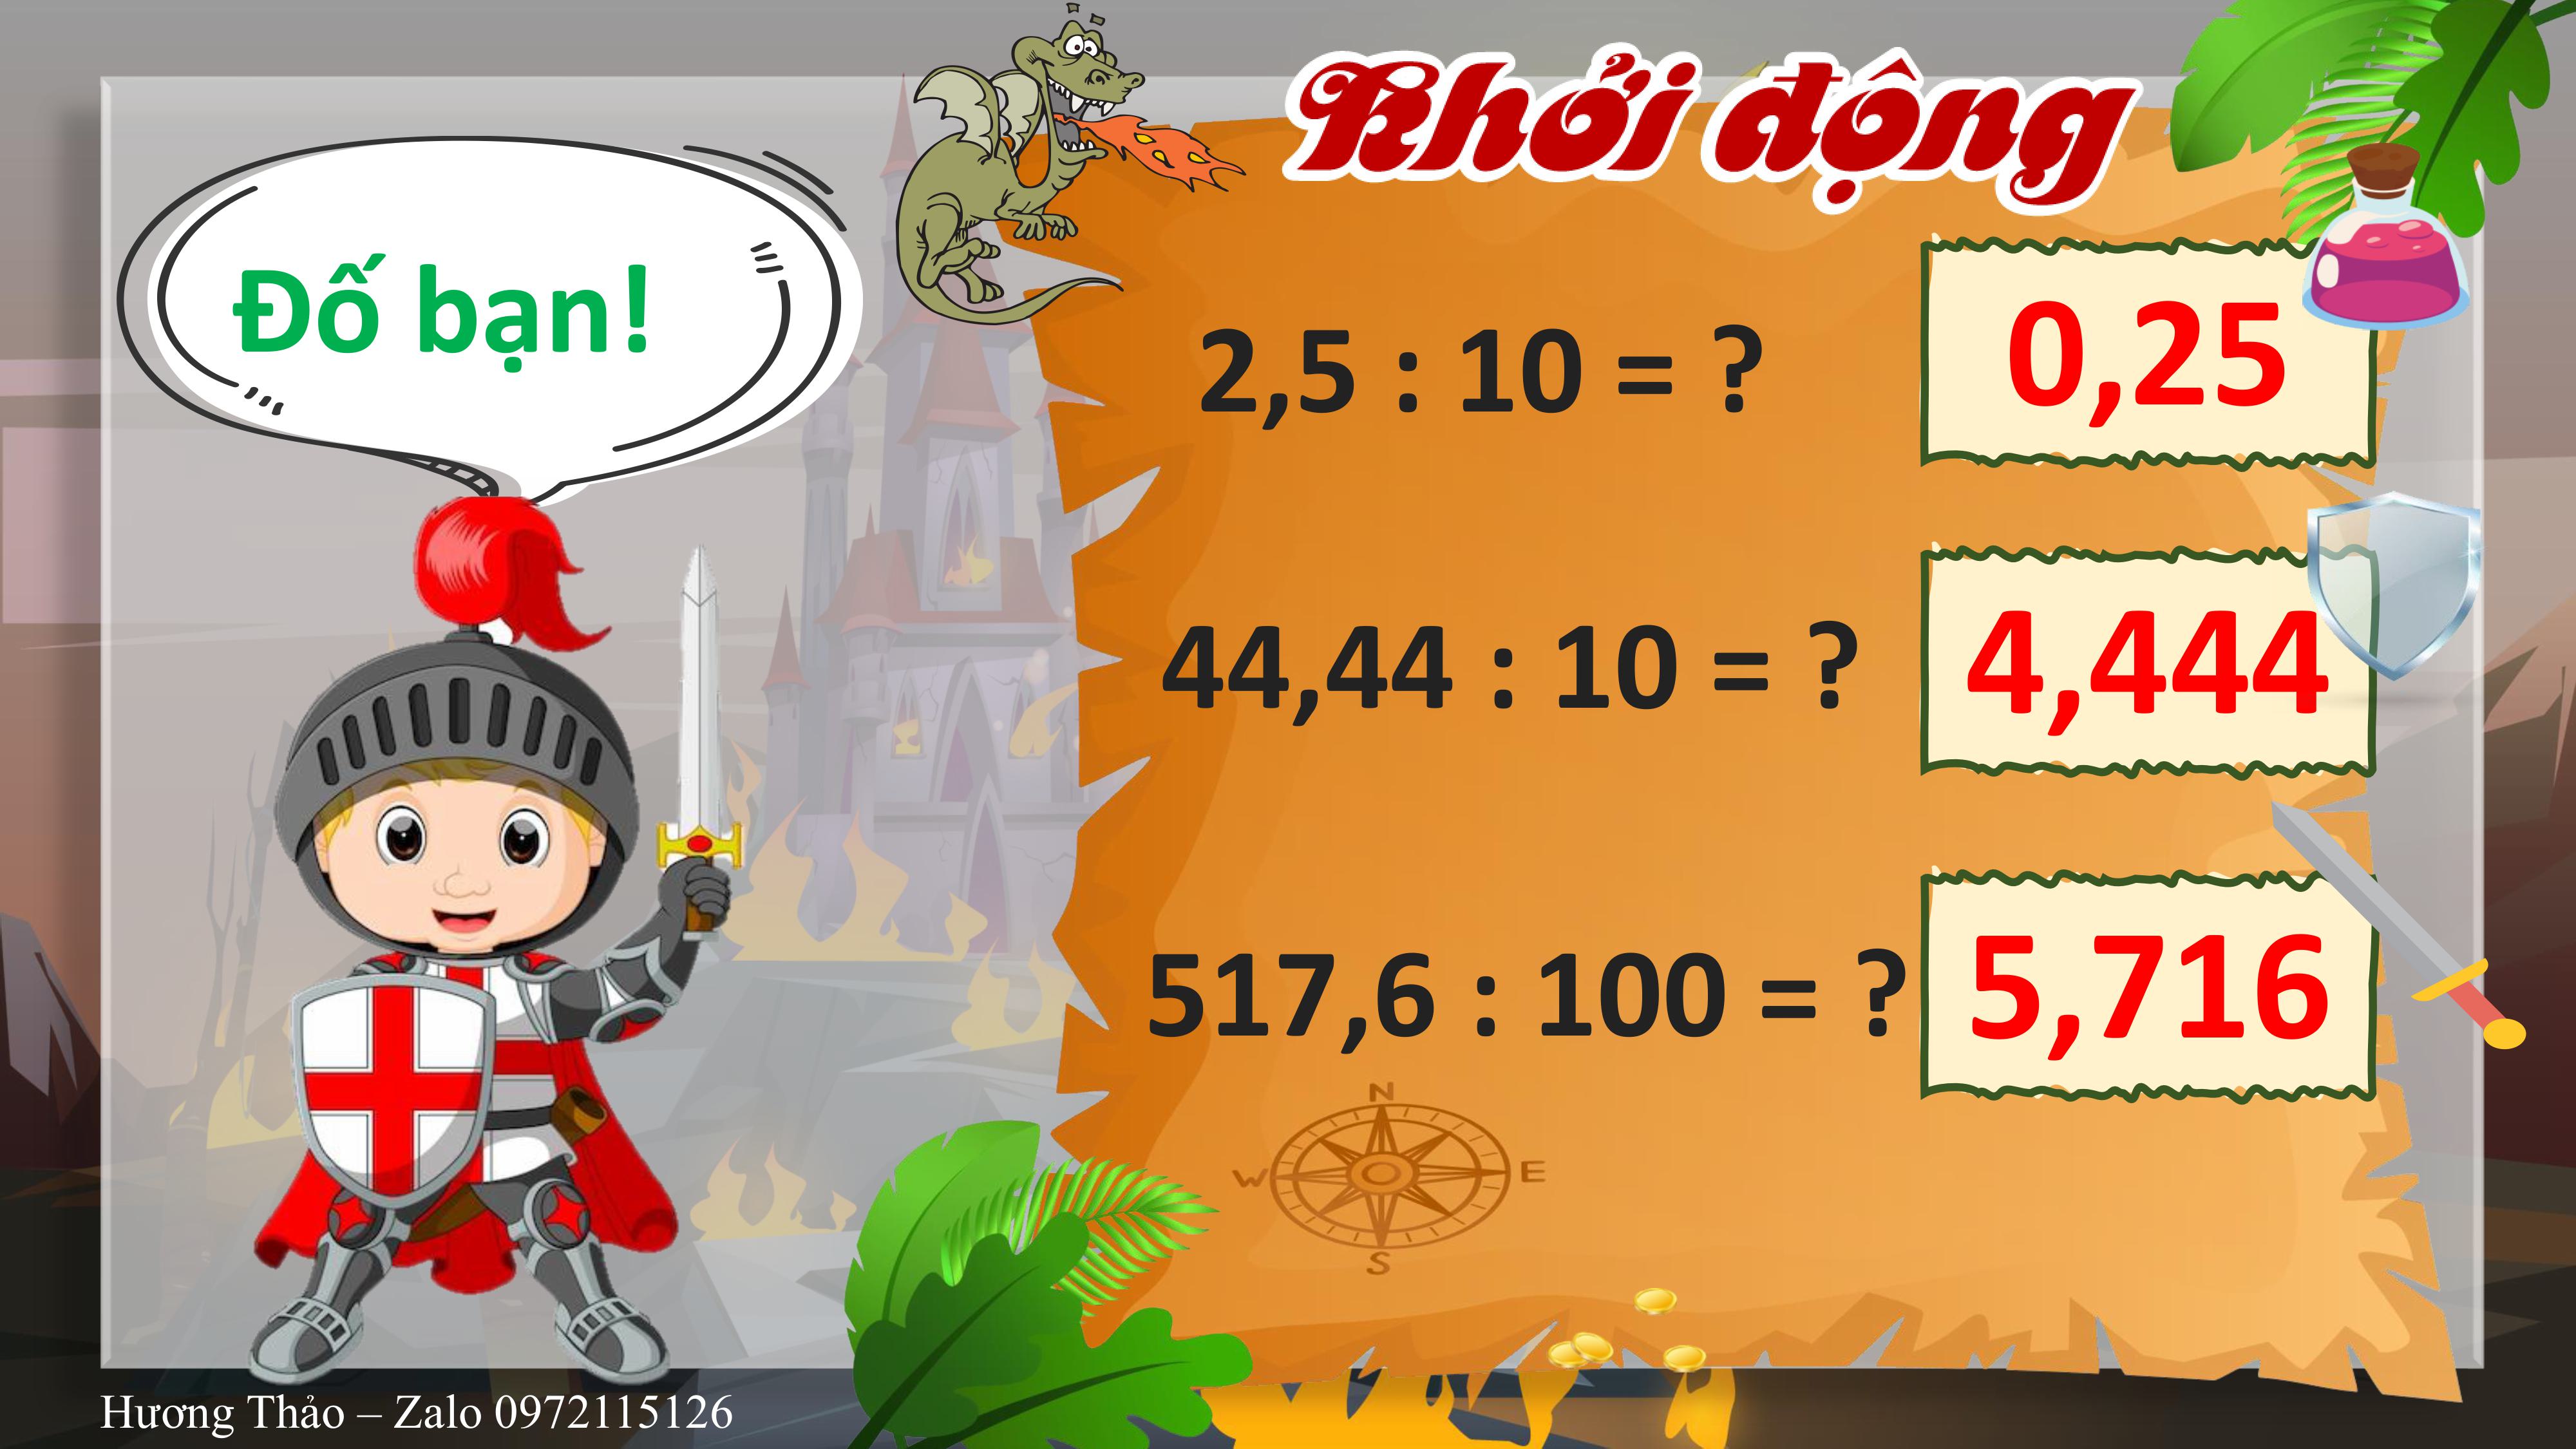 Khởi động
Đố bạn!
2,5 : 10 = ?
0,25
44,44 : 10 = ?
4,444
517,6 : 100 = ?
5,716
N
W
E
S
Hương Thảo – Zalo 0972115126